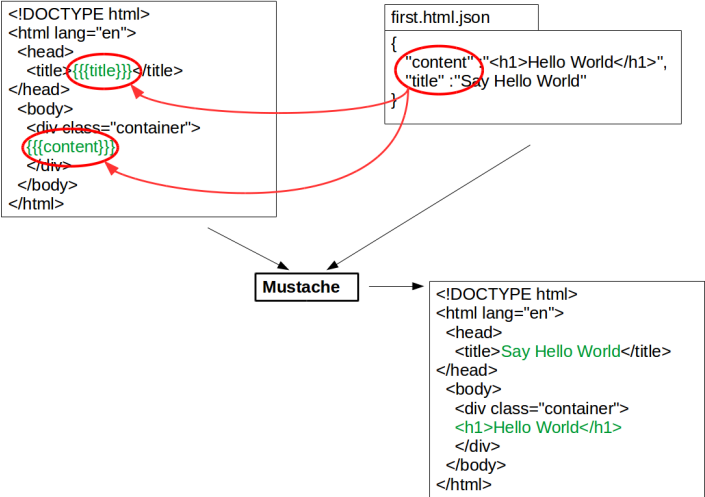 <!DOCTYPE html>
<html lang="en">
<head>
<title>{{{title}}}</title>
</head>
<body>
<div class="container">
{{{content}}}
</div>
</body>
</html>
first.html.json
{
"content" :"<h1>Hello World</h1>",
"title" :"Say Hello World"
}
Mustache
<!DOCTYPE html>
<html lang="en">
<head>
<title>Say Hello World</title>
</head>
<body>
<div class="container">
<h1>Hello World</h1>
</div>
</body>
</html>